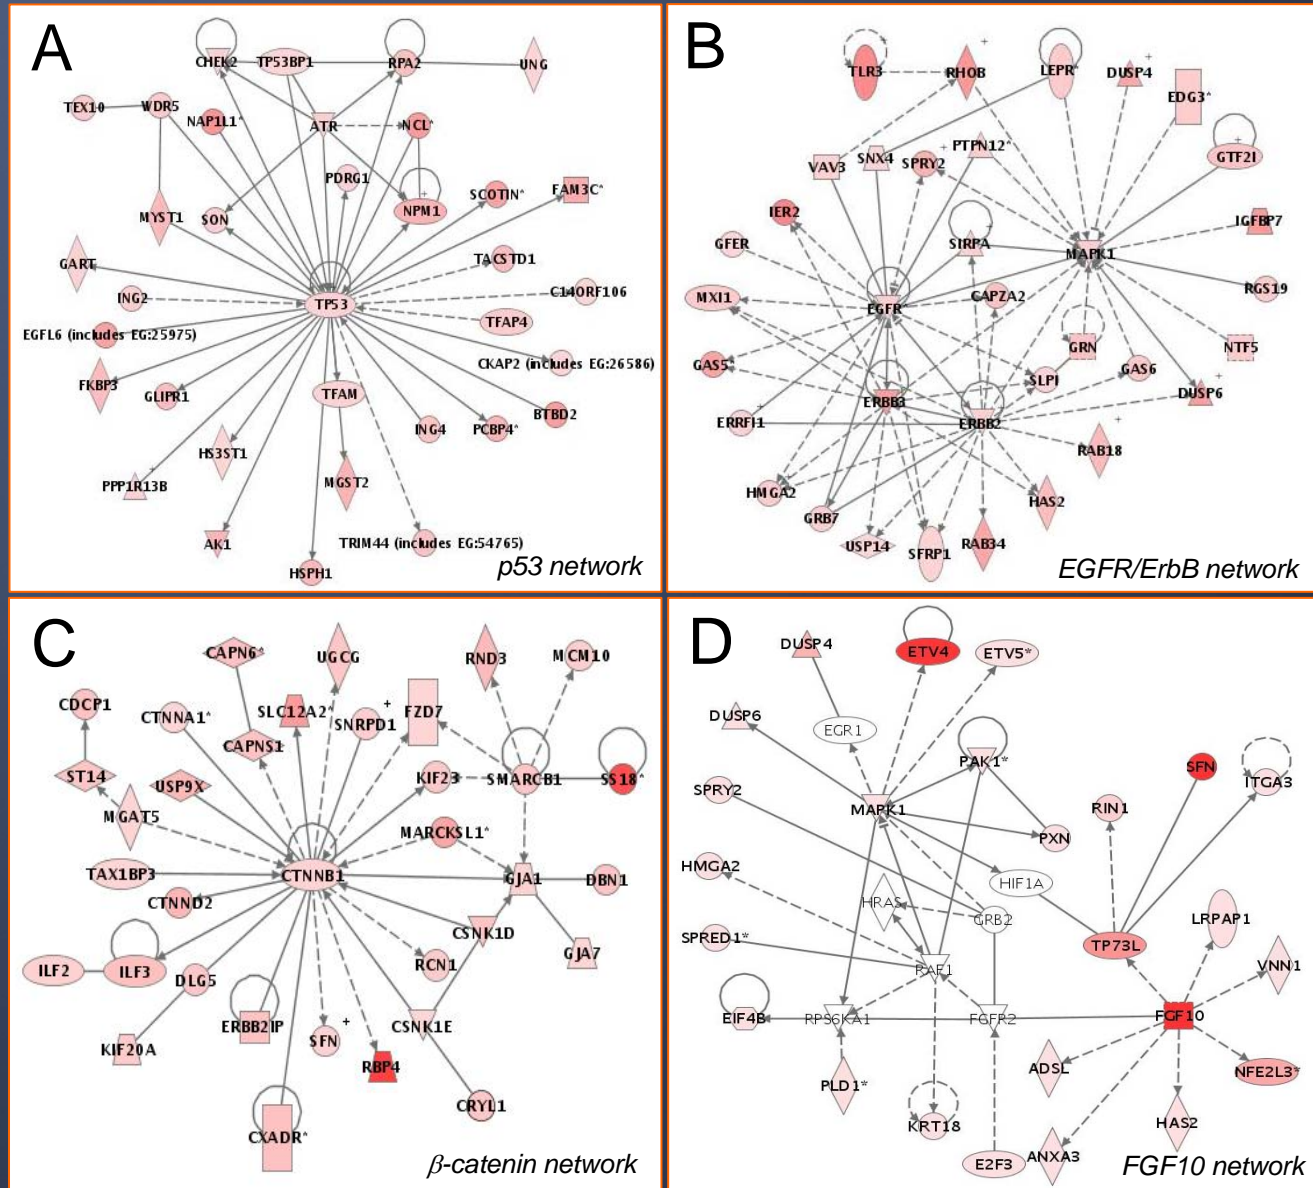 A
CHEK2
TP53BP1
RPA2
UNG
TEX10
WDR5
NAP1L1*
ATR
NCL*
PDRG1
SCOTIN*
FAM3C*
MYST1
SON
NPM1
+
GART
TACSTD1
ING2
TP53
C14ORF106
TFAP4
EGFL6 (includes EG:25975)
CKAP2 (includes EG:26586)
FKBP3
GLIPR1
TFAM
ING4
PCBP4*
BTBD2
HS3ST1
PPP1R13B
+
MGST2
AK1
TRIM44 (includes EG:54765)
HSPH1
p53 network
B
TLR3
+
RHOB
+
LEPR*
DUSP4
+
EDG3*
VAV3
SNX4
SPRY2
+
PTPN12*
GTF2I
+
IER2
GFER
SIRPA
+
MAPK1
IGFBP7
MXI1
EGFR*
CAPZA2
RGS19
GRN
NTF5
GAS5*
SLPI
GAS6
ERBB3
ERRFI1
+
ERBB2
DUSP6
+
RAB18
+
HMGA2
GRB7
HAS2
USP14
SFRP1
RAB34
EGFR/ErbB network
C
CAPN6*
UGCG
RND3
MCM10
CDCP1
CTNNA1*
SLC12A2*
SNRPD1
+
FZD7
CAPNS1
ST14
USP9X
KIF23
SMARCB1
SS18*
MGAT5
MARCKSL1*
TAX1BP3
CTNNB1
GJA1
DBN1
CTNND2
CSNK1D
GJA7
ILF2
ILF3
DLG5
RCN1
ERBB2IP
SFN
+
CSNK1E
KIF20A
RBP4
CRYL1
CXADR*
β-catenin network
D
DUSP4
ETV4
ETV5*
DUSP6
EGR1
PAK1*
SFN
SPRY2
MAPK1
RIN1
ITGA3
PXN
HMGA2
HIF1A
HRAS
GRB2
LRPAP1
SPRED1*
TP73L
RAF1
VNN1
EIF4B
RPS6KA1
FGFR2
FGF10
PLD1*
ADSL
NFE2L3*
KRT18
HAS2
E2F3
ANXA3
FGF10 network